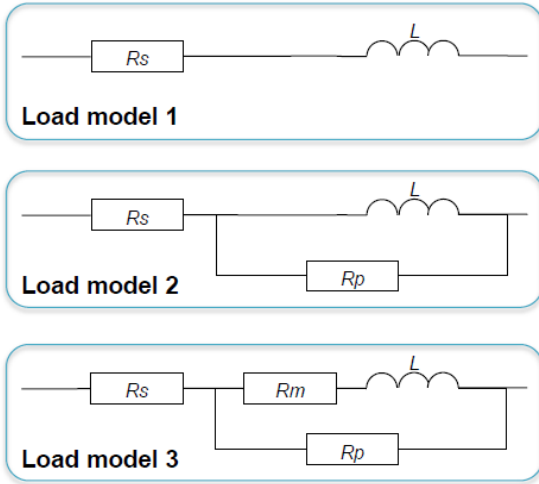 L
Rs
Load model 1
L
Rs
Rp
Load model 2
L
Rs Rm
Rp
Load model 3